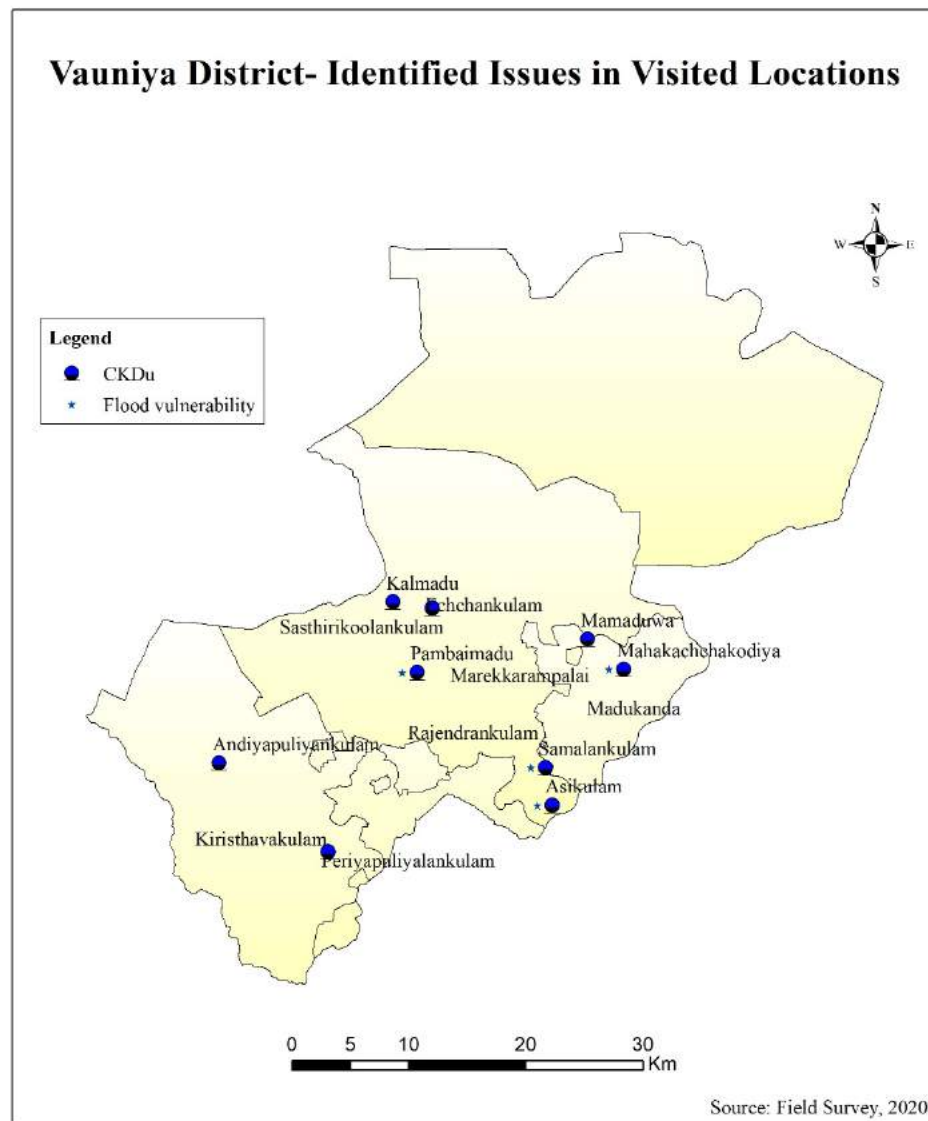 Vauniya District- Identified Issues in Visited Locations
N
W E
S
Legend
CKDu
Flood vulnerability
Kalmadu
Echchankulam
Sasthirikoolankulam
Mamaduwa
Pambaimadu
Mahakachchakodiya
Marekkarampalai
Madukanda
Rajendrankulam
Andiyapuliyankulam
Samalankulam
Asikulam
Kiristhavakulam
Periyapaliyalankulam
0 5 10 20 30
Km
Source: Field Survey, 2020